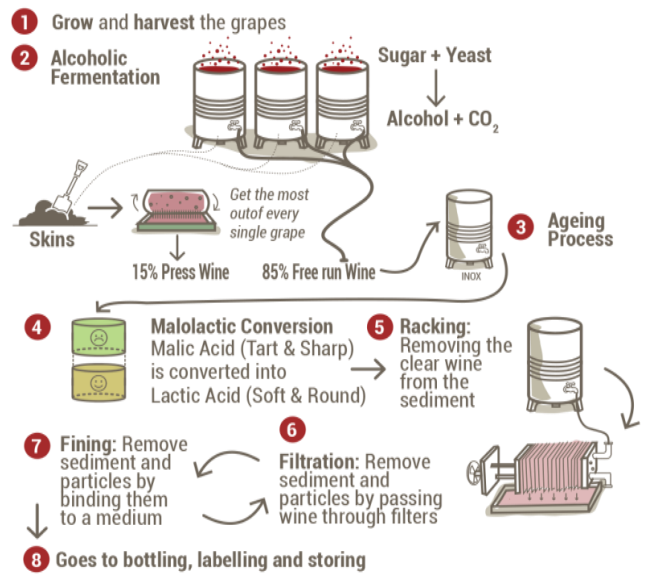 1 Grow and harvest the grapes
2 Alcoholic
Fermentation
Sugar + Yeast
Alcohol + CO₂
Skins
Get the most
outof every
single grape
15% Press Wine
85% Free run Wine
INOX
3 Ageing
Process
4 Malolactic Conversion
Malic Acid (Tart & Sharp)
is converted into
Lactic Acid (Soft & Round)
5 Racking:
Removing the
clear wine
from the
sediment
6
Filtration: Remove
sediment and
particles by passing
wine through filters
7 Fining: Remove
sediment and
particles by
binding them
to a medium
8 Goes to bottling, labelling and storing